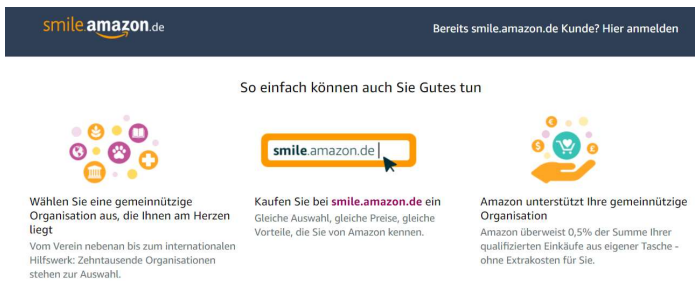 smile.amazon.de
Bereits smile.amazon.de Kunde? Hier anmelden
So einfach können auch Sie Gutes tun
smile.amazon.de
Wählen Sie eine gemeinnützige
Organisation aus, die Ihnen am Herzen
liegt
Vom Verein nebenan bis zum internationalen
Hilfswerk: Zehntausende Organisationen
stehen zur Auswahl.
Kaufen Sie bei smile.amazon.de ein
Gleiche Auswahl, gleiche Preise, gleiche
Vorteile, die Sie von Amazon kennen.
Amazon unterstützt Ihre gemeinnützige
Organisation
Amazon überweist 0,5% der Summe Ihrer
qualifizierten Einkäufe aus eigener Tasche -
ohne Extrakosten für Sie.